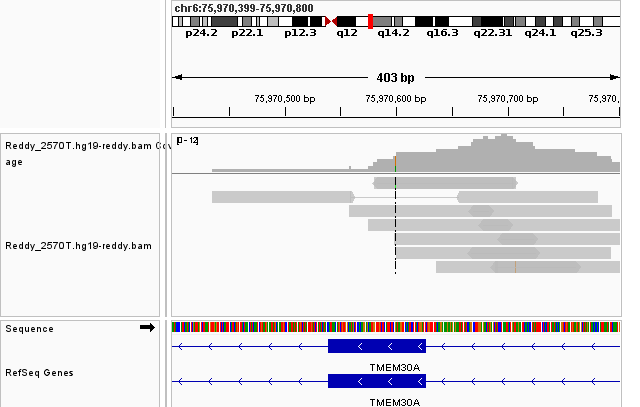 chr6:75,970,399-75,970,800
p24.2 p22.1 p12.3 q12 q14.2 q16.3 q22.31 q24.1 q25.3
403 bp
75,970,500 bp 75,970,600 bp 75,970,700 bp 75,970,
[0 - 12]
Reddy_2570T.hg19-reddy.bam Cov
age
Reddy_2570T.hg19-reddy.bam
Sequence
RefSeq Genes
TMEM30A
TMEM30A